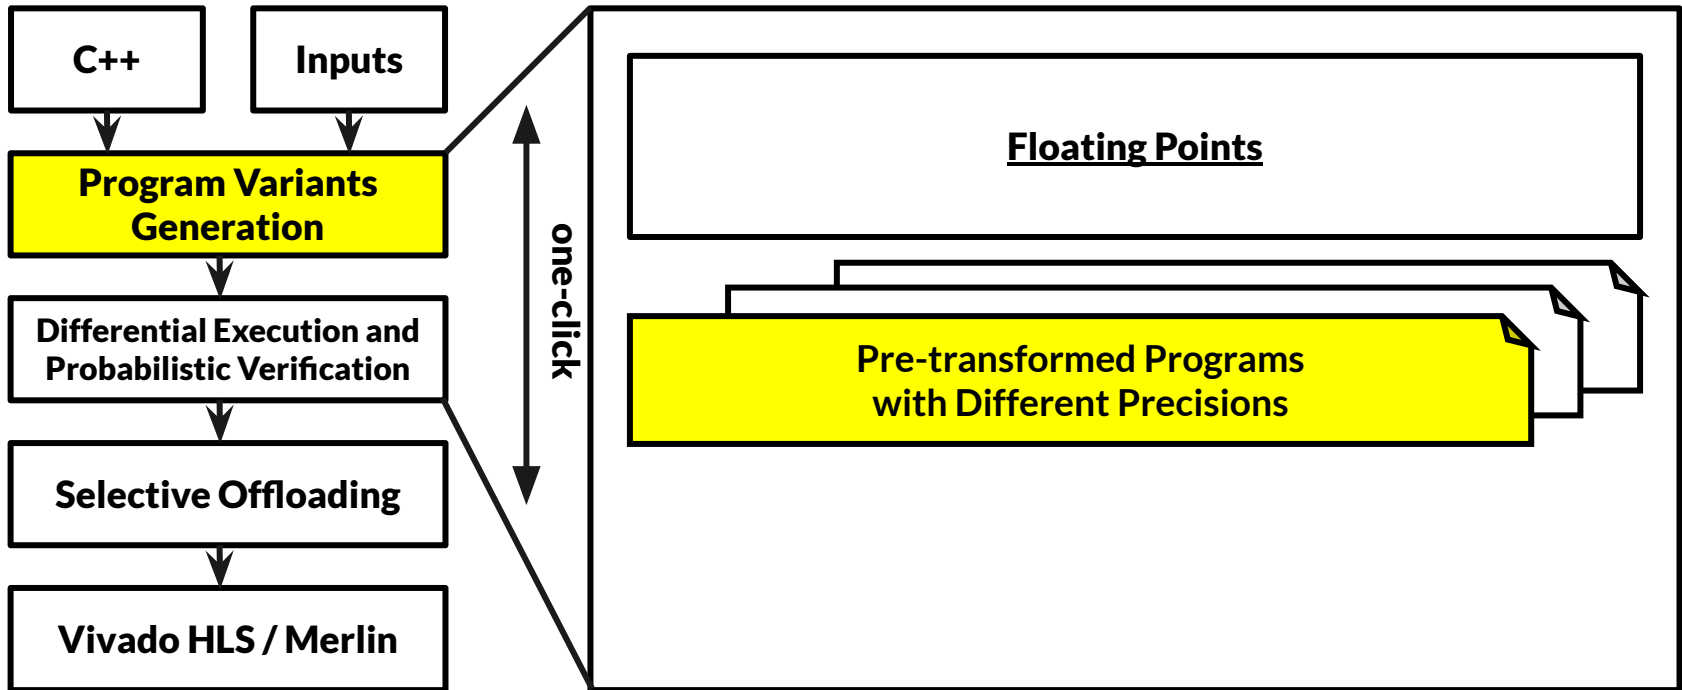 C++
Inputs
Program Variants
Generation
Differential Execution and
Probabilistic Verification
Selective Offloading
Vivado HLS / Merlin
one-click
Floating Points
Pre-transformed Programs
with Different Precisions